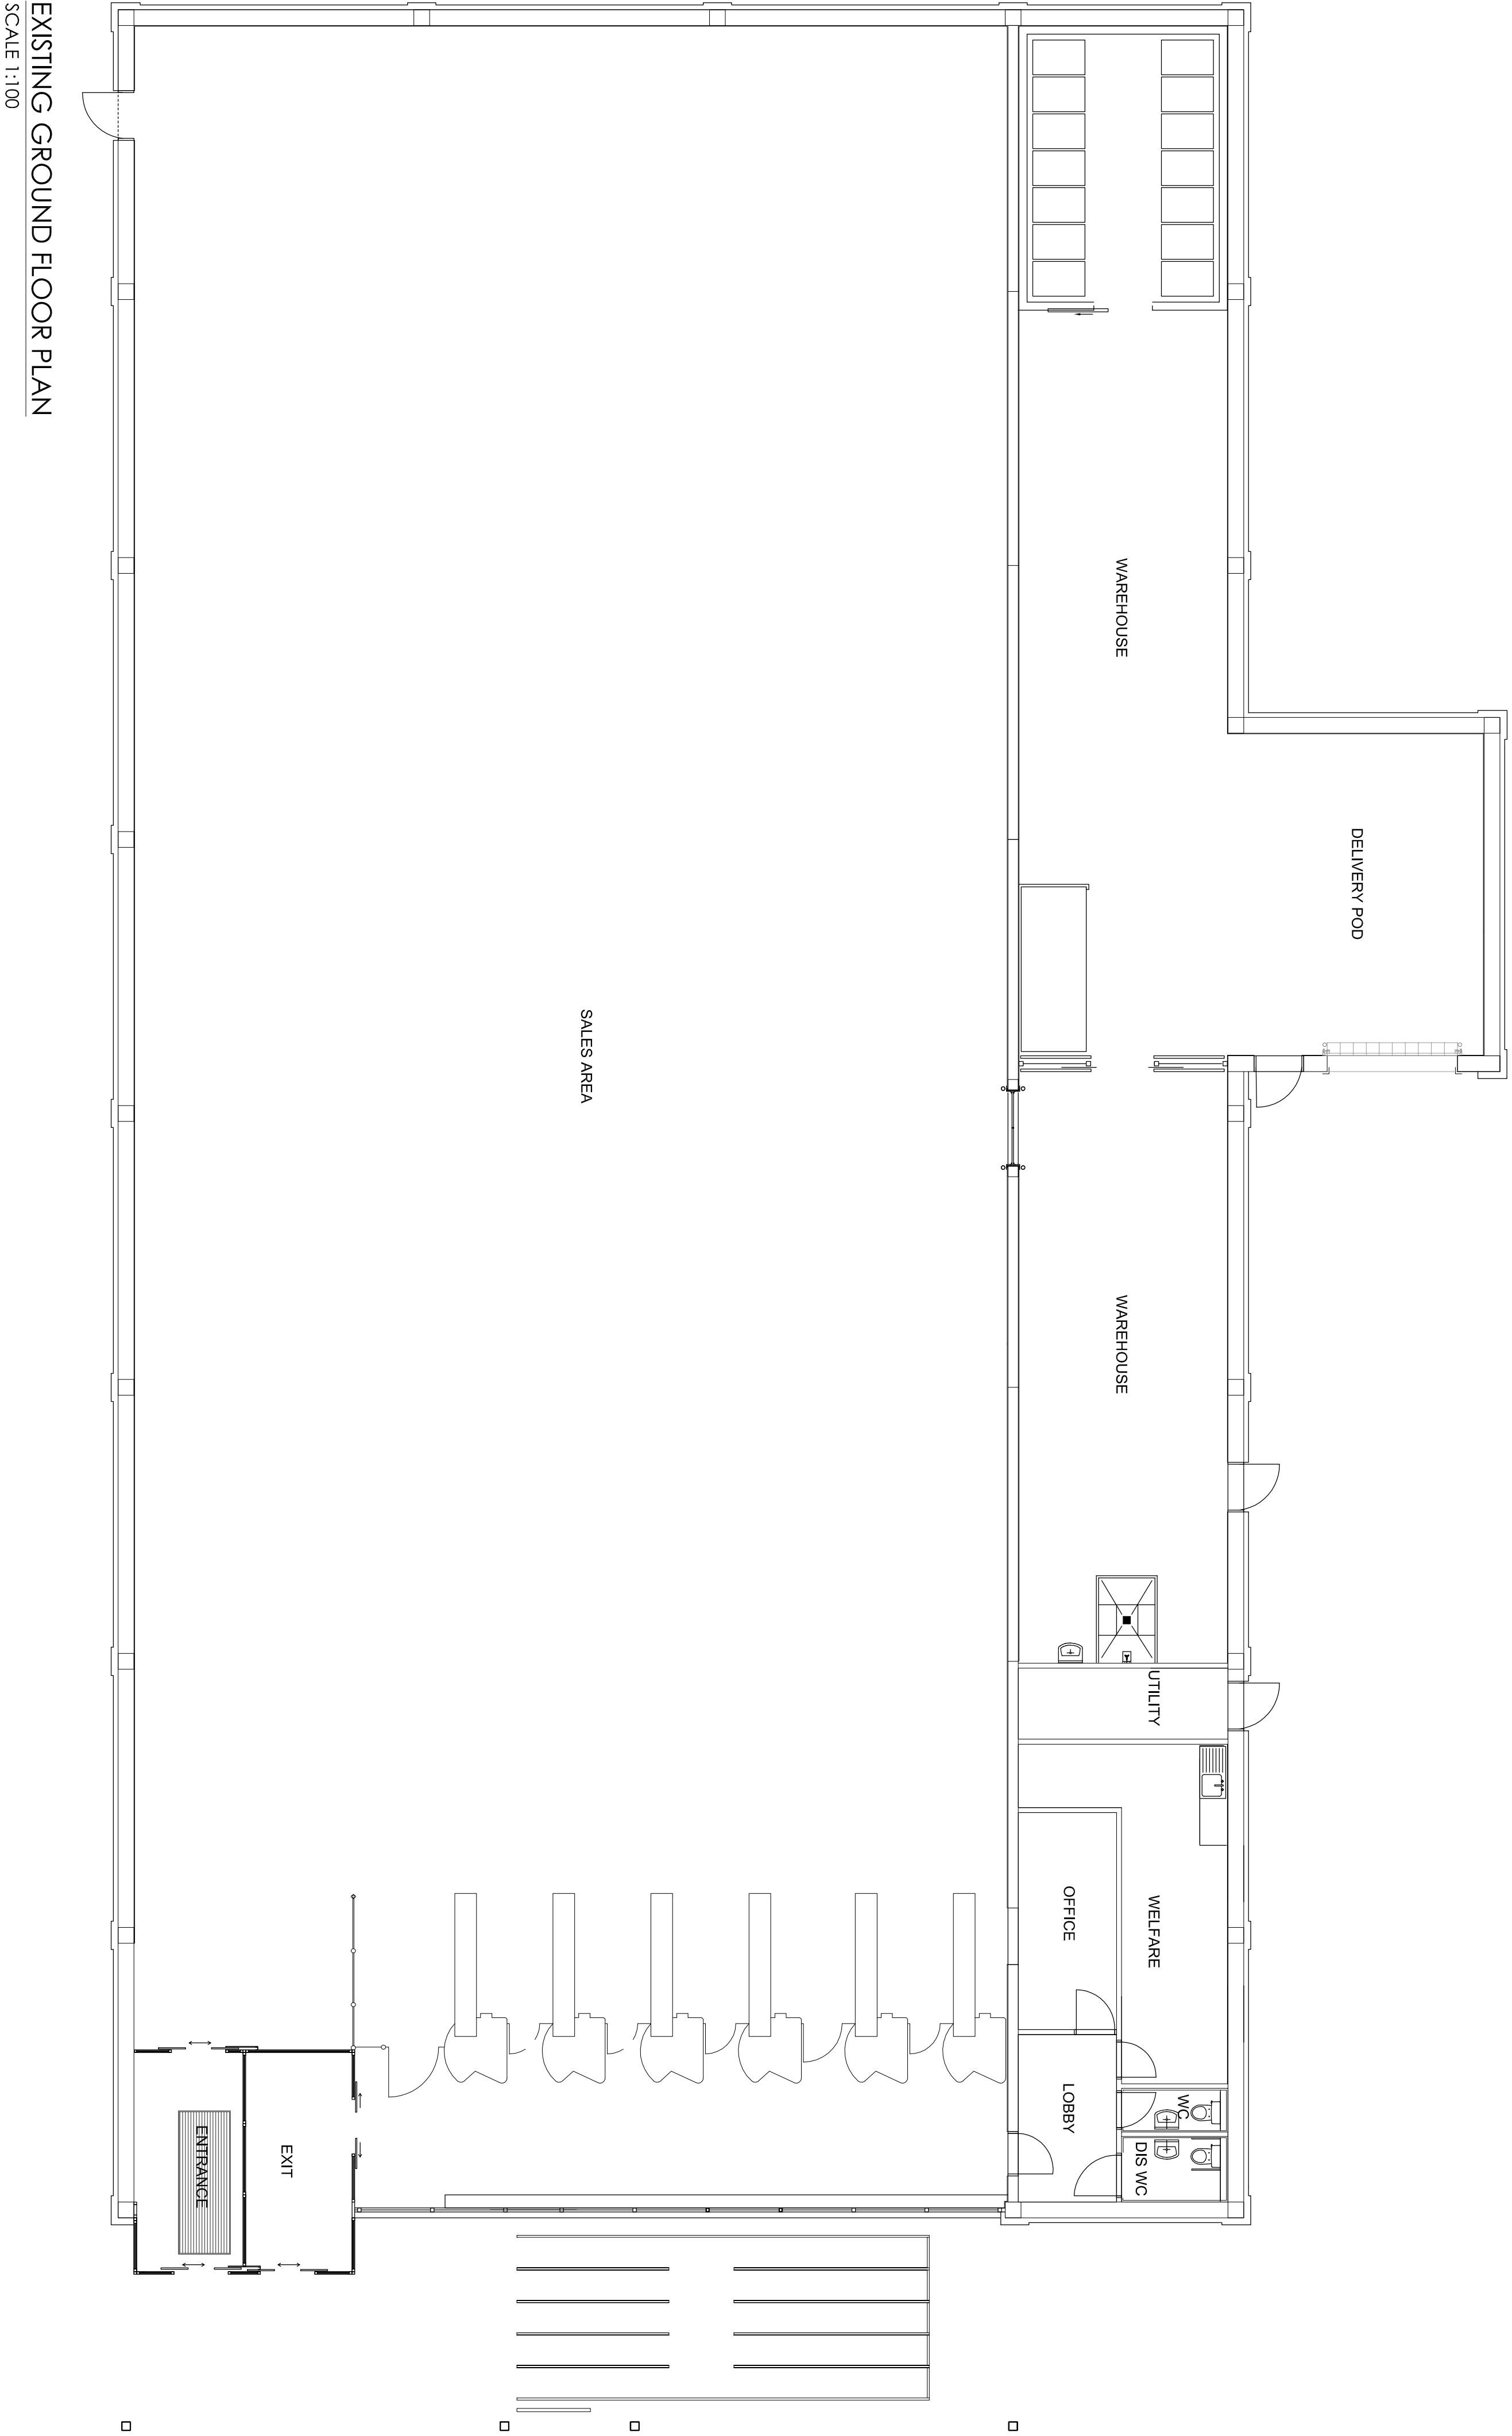 EXISTING GROUND FLOOR PLAN
SCALE 1:100
WAREHOUSE
DELIVERY POD
SALES AREA
WAREHOUSE
UTILITY
OFFICE
WELFARE
LOBBY
WC
DIS WC
ENTRANCE
EXIT